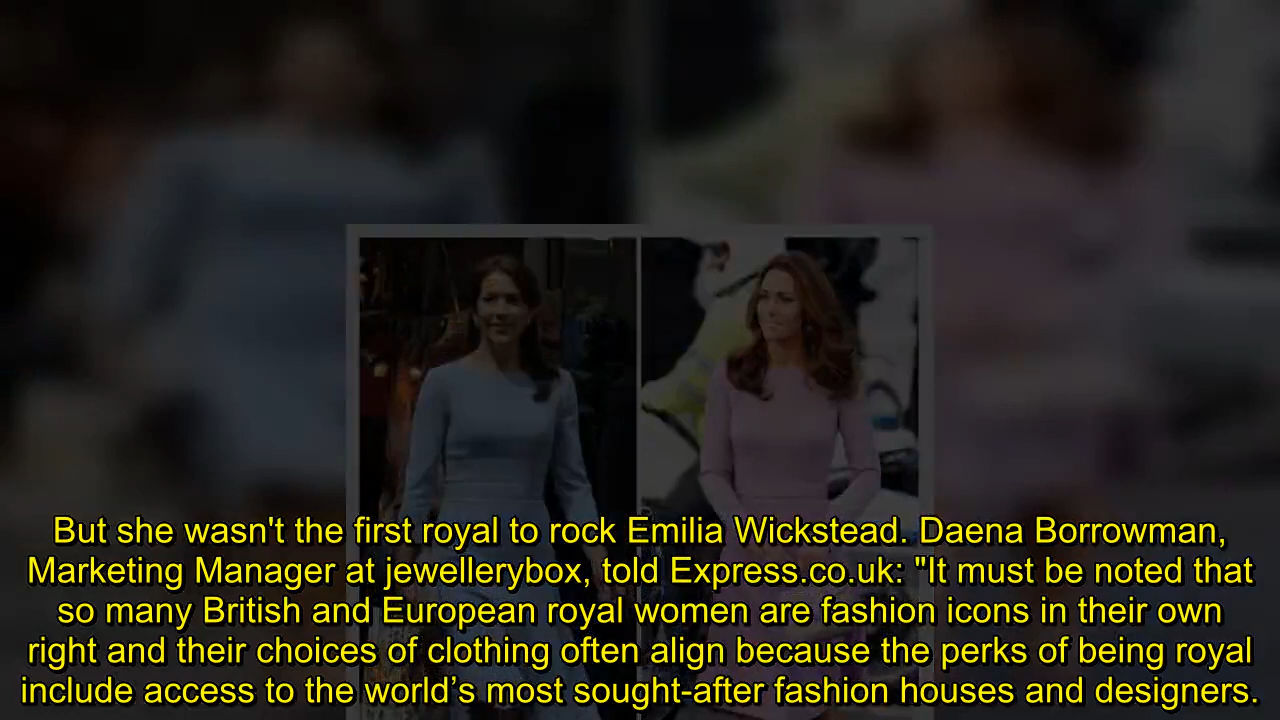 But she wasn't the first royal to rock Emilia Wickstead. Daena Borrowman,
Marketing Manager at jewellerybox, told Express.co.uk: "It must be noted that
so many British and European royal women are fashion icons in their own
right and their choices of clothing often align because the perks of being royal
include access to the world’s most sought-after fashion houses and designers.